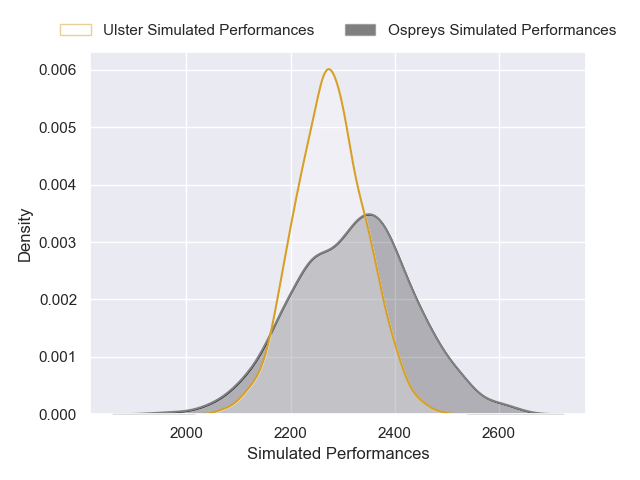 Ulster Simulated Performances
Ospreys Simulated Performances
0.006
0.005
0.004
0.003
0.002
0.001
0.000
Density
2000
2200
2400
2600
Simulated Performances